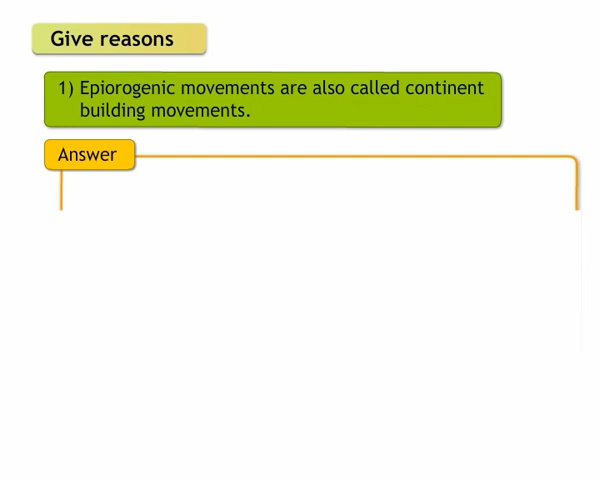 Give reasons
1) Epiorogenic movements are also called continent
building movements.
Answer